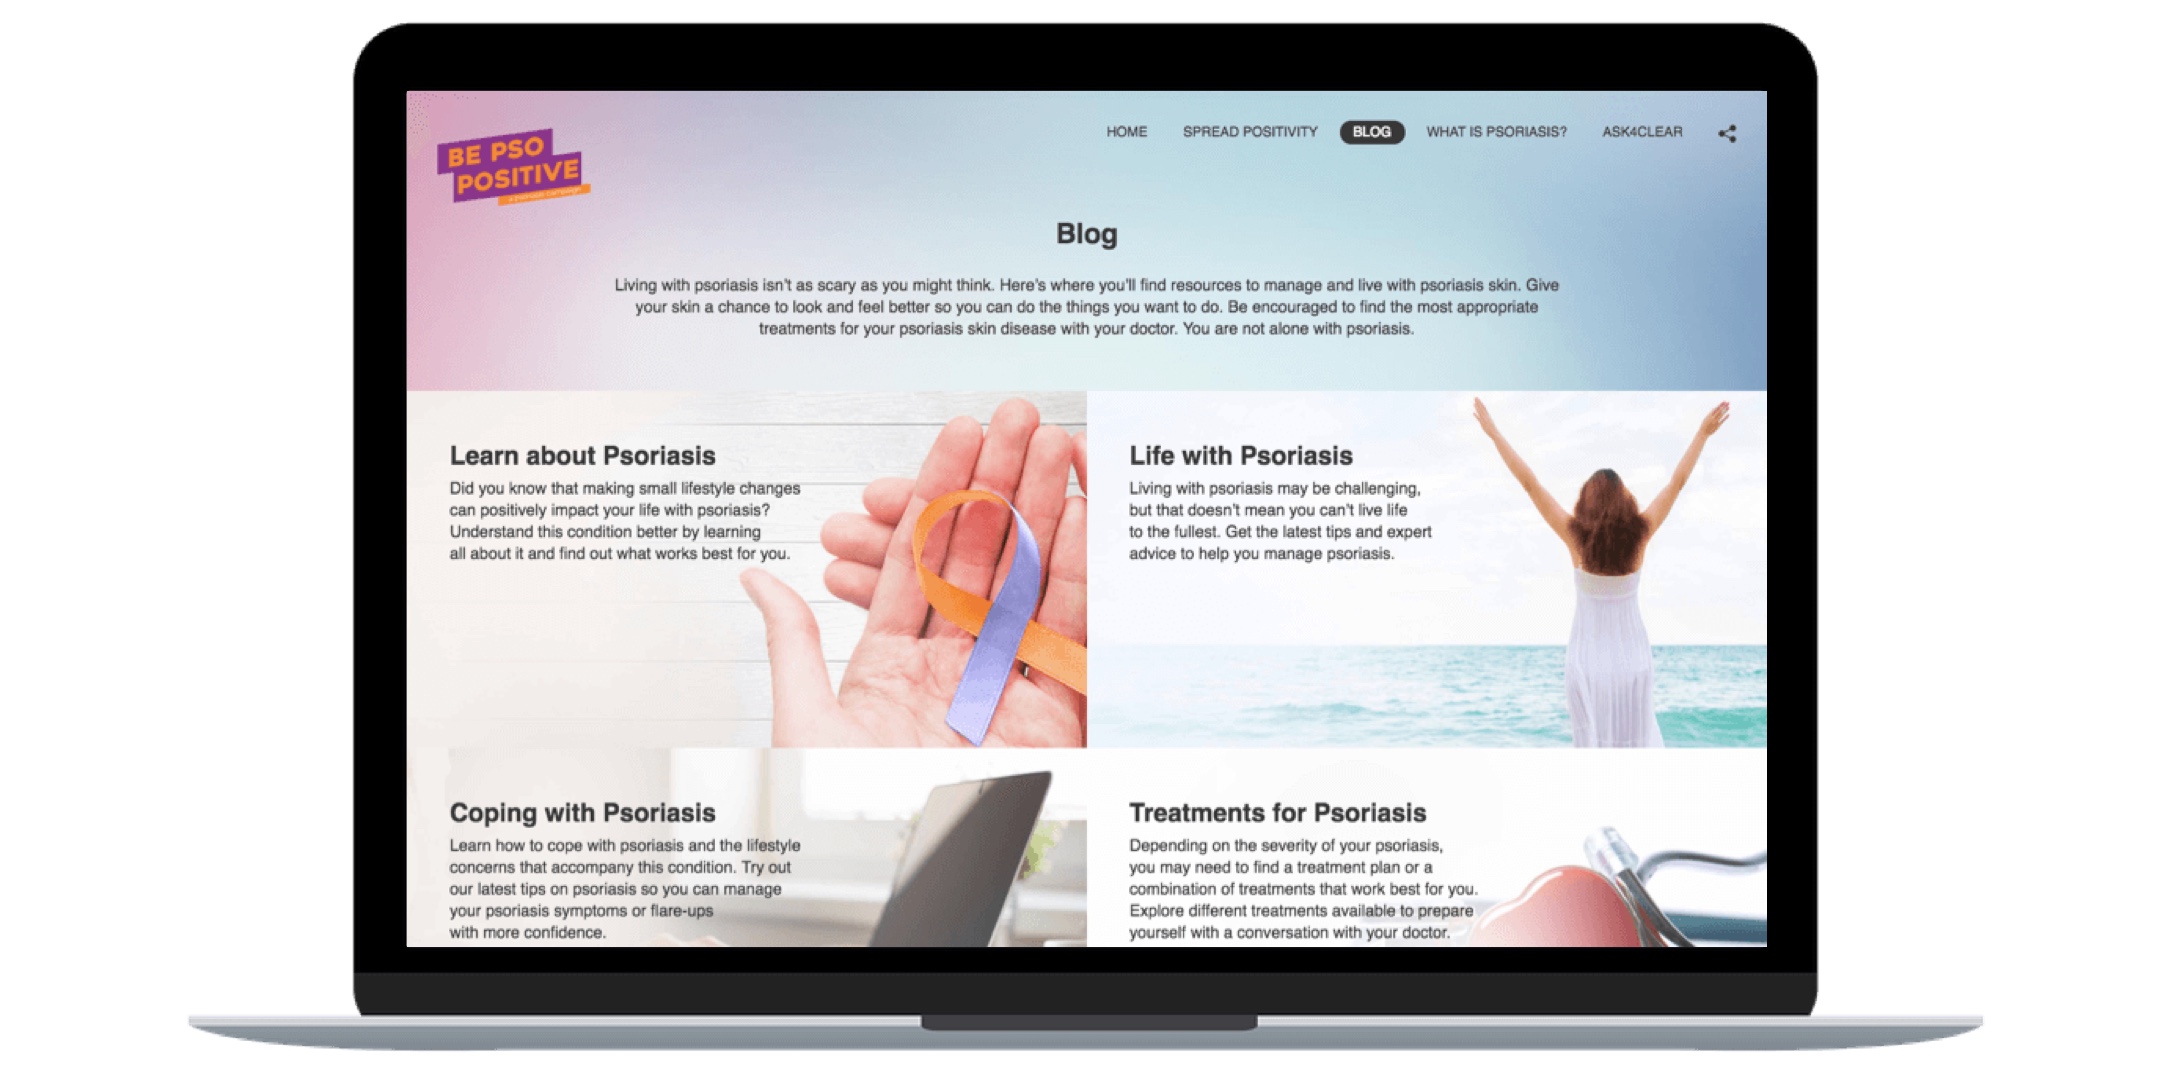 BE PSO
POSITIVE
HOME SPREAD POSITIVITY BLOG WHAT IS PSORIASIS? ASK4CLEAR
Blog
Living with psoriasis isn't as scary as you might think. Here's where you'll find resources to manage and live with psoriasis skin. Give
your skin a chance to look and feel better so you can do the things you want to do. Be encouraged to find the most appropriate
treatments for your psoriasis skin disease with your doctor. You are not alone with psoriasis.
Learn about Psoriasis
Did you know that making small lifestyle changes
can positively impact your life with psoriasis?
Understand this condition better by learning
all about it and find out what works best for you.
Life with Psoriasis
Living with psoriasis may be challenging,
but that doesn't mean you can't live life
to the fullest. Get the latest tips and expert
advice to help you manage psoriasis.
Coping with Psoriasis
Learn how to cope with psoriasis and the lifestyle
concerns that accompany this condition. Try out
our latest tips on psoriasis so you can manage
your psoriasis symptoms or flare-ups
with more confidence.
Treatments for Psoriasis
Depending on the severity of your psoriasis,
you may need to find a treatment plan or a
combination of treatments that work best for you.
Explore different treatments available to prepare
yourself with a conversation with your doctor.